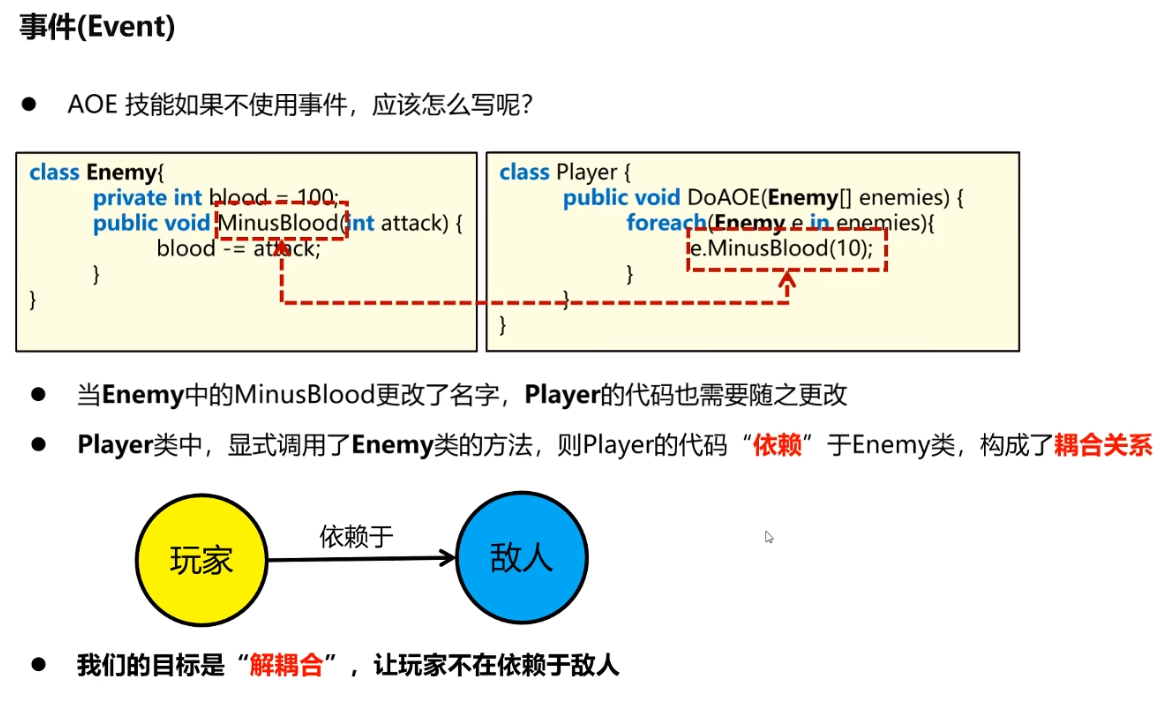 事件(Event)
● AOE 技能如果不使用事件，应该怎么写呢？
class Enemy{
private int blood = 100;
public void MinusBlood(int attack) {
blood -= attack;
}
}
class Player {
public void DoAOE(Enemy[] enemies) {
foreach(Enemy e in enemies){
e.MinusBlood(10);
}
}
}
● 当Enemy中的MinusBlood更改了名字，Player的代码也需要随之更改
● Player类中，显式调用了Enemy类的方法，则Player的代码“依赖”于Enemy类，构成了耦合关系
玩家
依赖于
敌人
● 我们的目标是“解耦合”，让玩家不在依赖于敌人